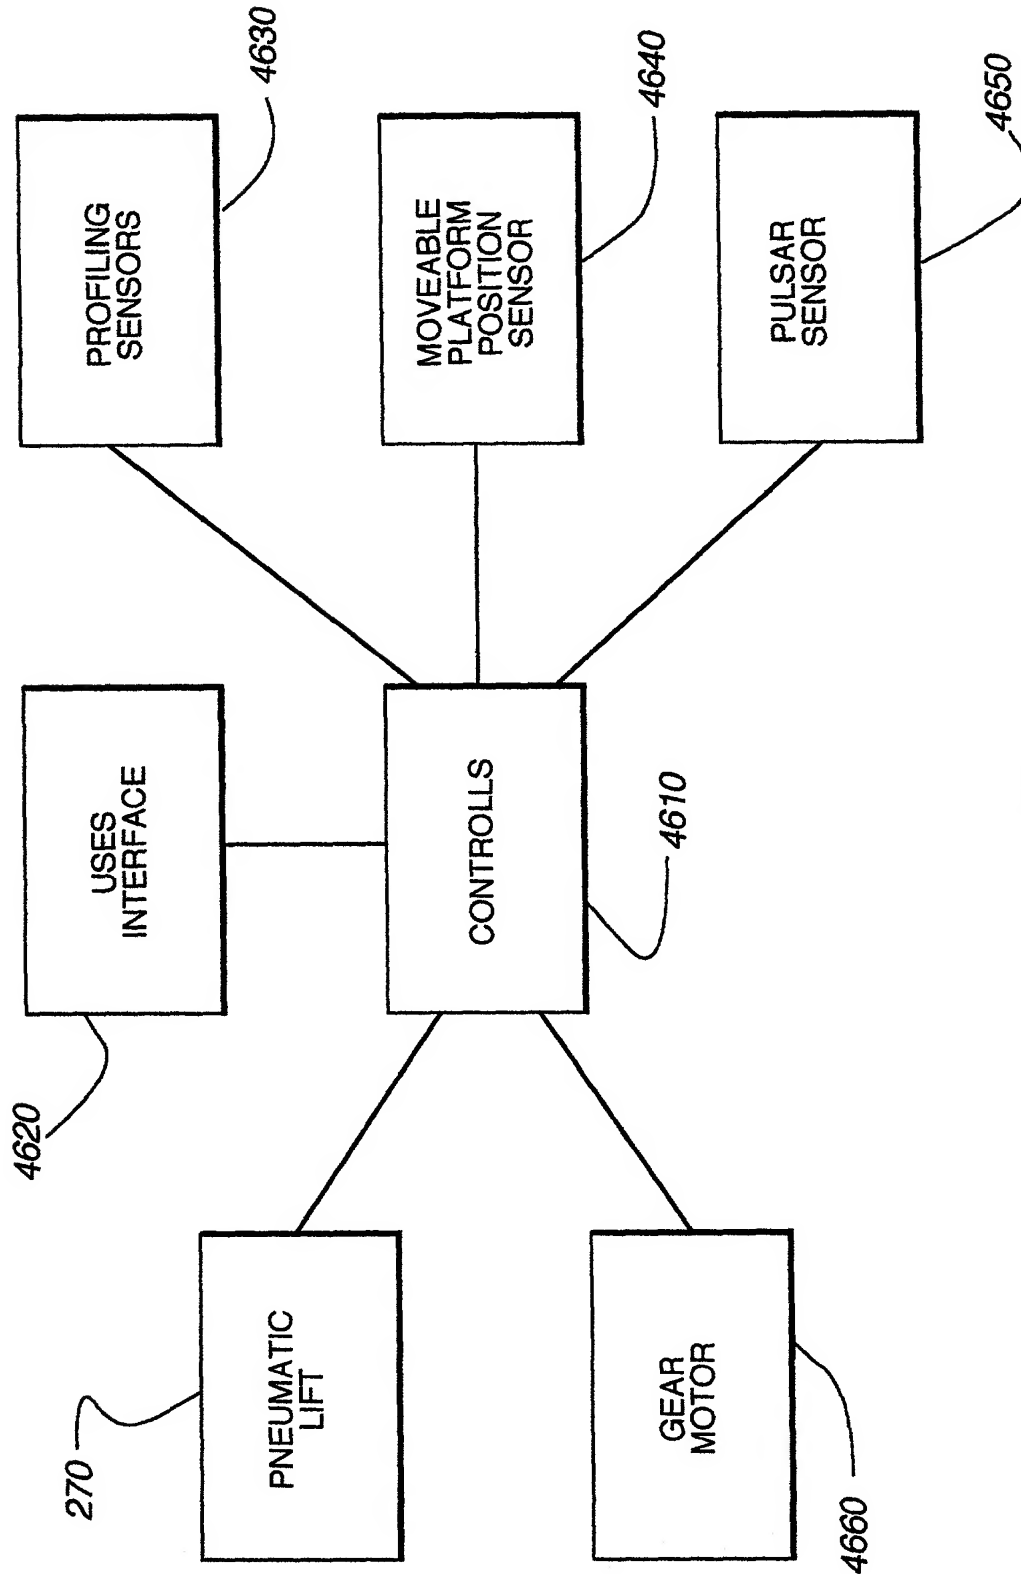 4620
USES
INTERFACE
PROFILING
SENSORS
4630
270
PNEUMATIC
LIFT
CONTROLLS
4610
MOVEABLE
PLATFORM
POSITION
SENSOR
4640
GEAR
MOTOR
4660
PULSAR
SENSOR
4650